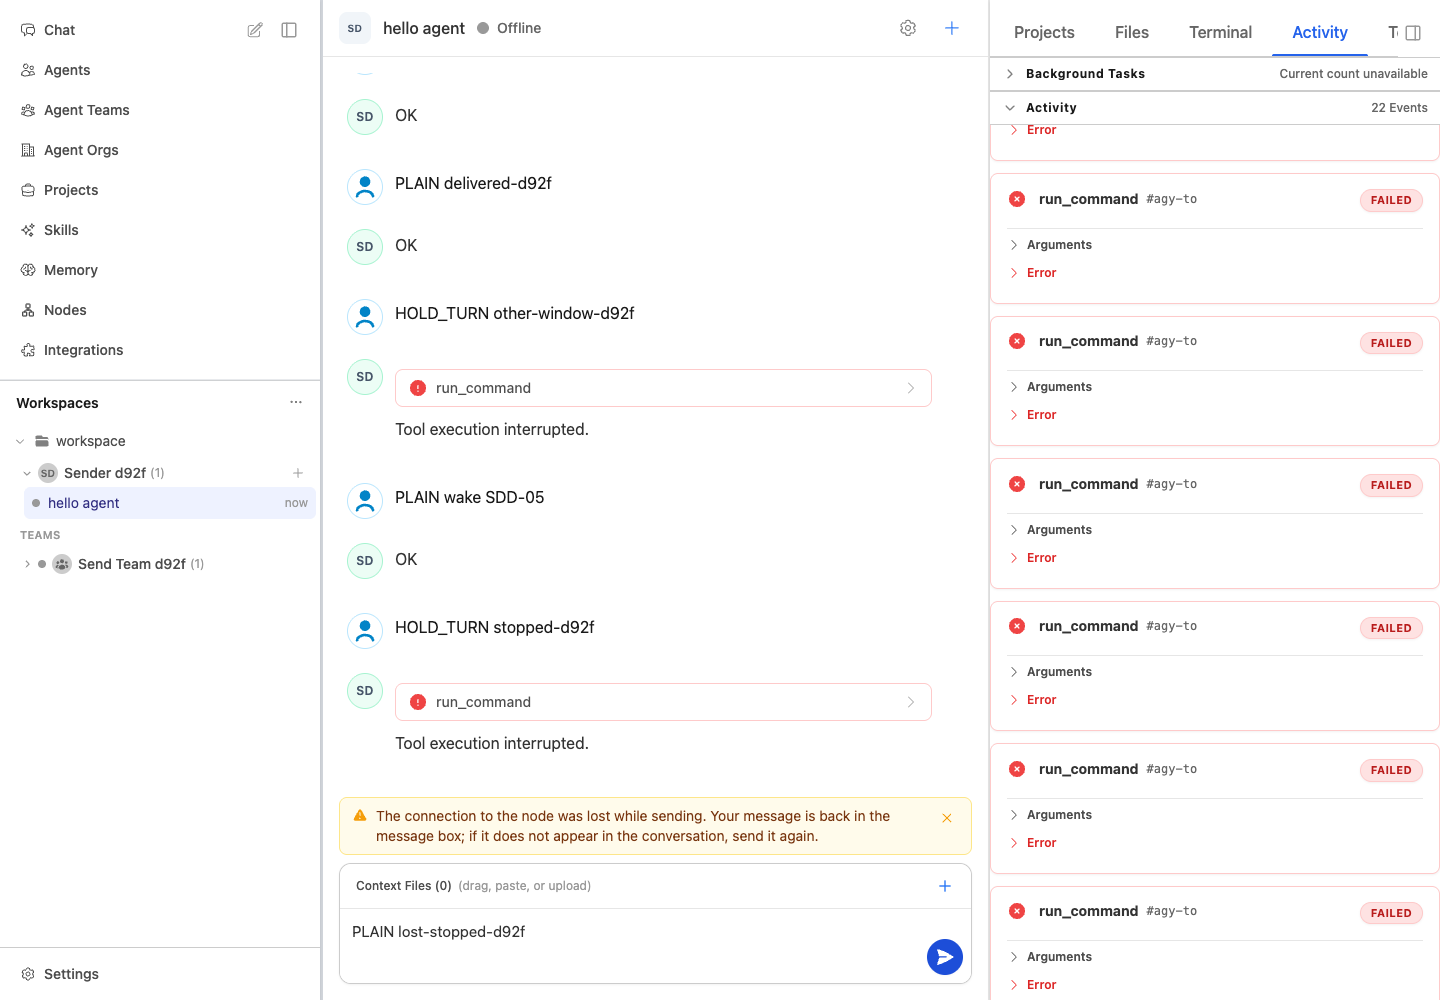 Chat
Agents
Agent Teams
Agent Orgs
Projects
Skills
Memory
Nodes
Integrations
Workspaces
workspace
SD Sender d92f (1)
hello agent now
TEAMS
Send Team d92f (1)
Settings
SD hello agent Offline
SD OK
PLAIN delivered-d92f
SD OK
HOLD_TURN other-window-d92f
SD run_command
Tool execution interrupted.
PLAIN wake SDD-05
SD OK
HOLD_TURN stopped-d92f
SD run_command
Tool execution interrupted.
The connection to the node was lost while sending. Your message is back in the
message box; if it does not appear in the conversation, send it again.
Context Files (0) (drag, paste, or upload)
PLAIN lost-stopped-d92f
Projects Files Terminal Activity
Background Tasks Current count unavailable
Activity 22 Events
Error
run_command #agy-to FAILED
Arguments
Error
run_command #agy-to FAILED
Arguments
Error
run_command #agy-to FAILED
Arguments
Error
run_command #agy-to FAILED
Arguments
Error
run_command #agy-to FAILED
Arguments
Error
run_command #agy-to FAILED
Arguments
Error